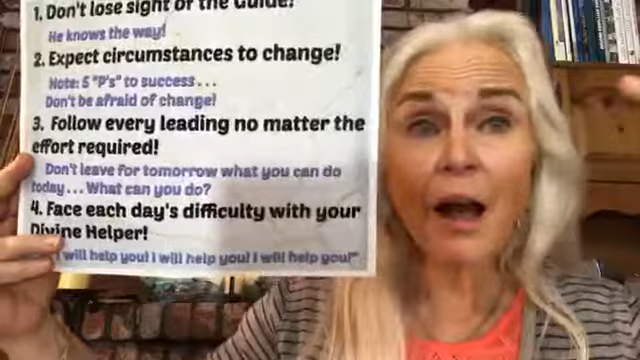 1. Don't lose sight of the Guide!
He knows the way!
2. Expect circumstances to change!
Note: 5 "P's" to success...
Don't be afraid of change!
3. Follow every leading no matter the
effort required!
Don't leave for tomorrow what you can do
today... What can you do?
4. Face each day's difficulty with your
Divine Helper!
I will help you! I will help you! I will help you!"